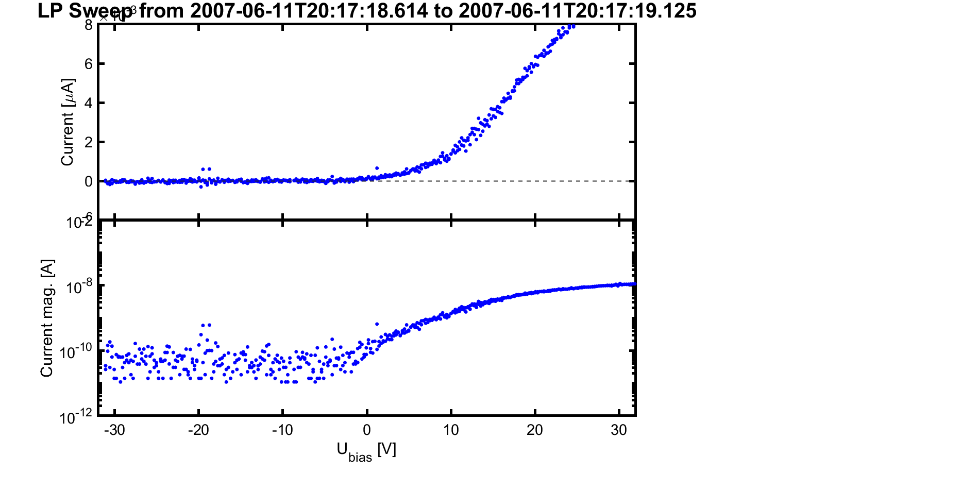 LP Sweep from 2007-06-11T20:17:18.614 to 2007-06-11T20:17:19.125
8
6
4
2
0
-2
Current [μA]
10-6
10-8
10-10
10-12
Current mag. [A]
-30 -20 -10 0 10 20 30
Ubias [V]